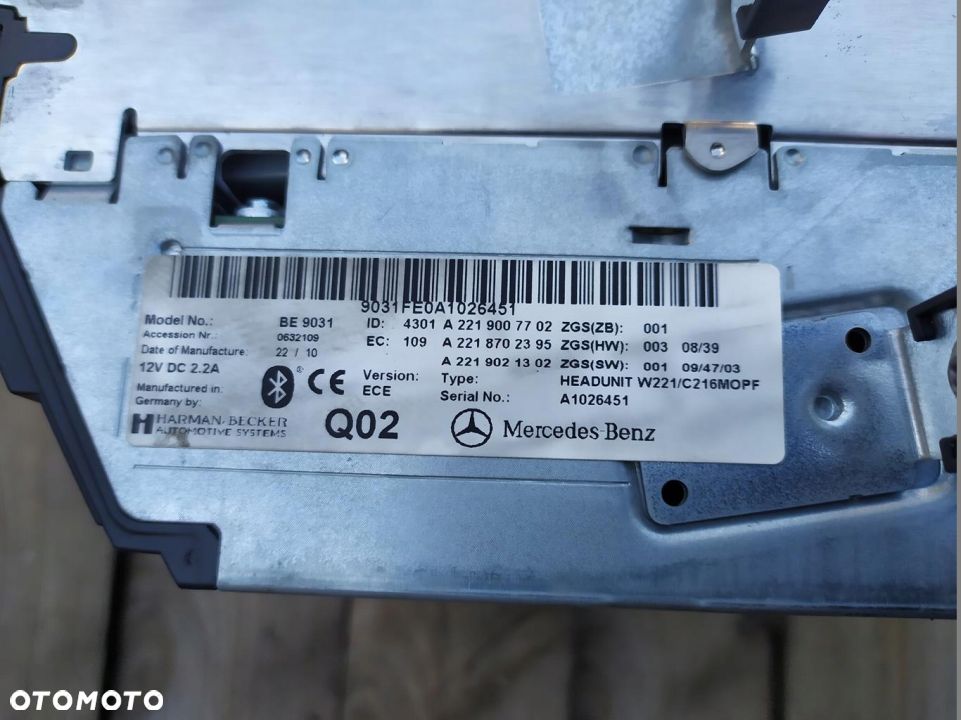 9031FE0A1026451
Model No.: BE 9031 ID: 4301 A 221 900 77 02 ZGS(ZB): 001
Accession Nr.: 0632109 EC: 109 A 221 870 23 95 ZGS(HW): 003 08/39
Date of Manufacture: 22 / 10 A 221 902 13 02 ZGS(SW): 001 09/47/03
12V DC 2.2A ® CE Version: ECE Type: HEADUNIT W221/C216MOPF
Manufactured in Germany by: Serial No.: A1026451
HARMAN/BECKER
AUTOMOTIVE SYSTEMS
Q02 Mercedes-Benz
OTOMOTO